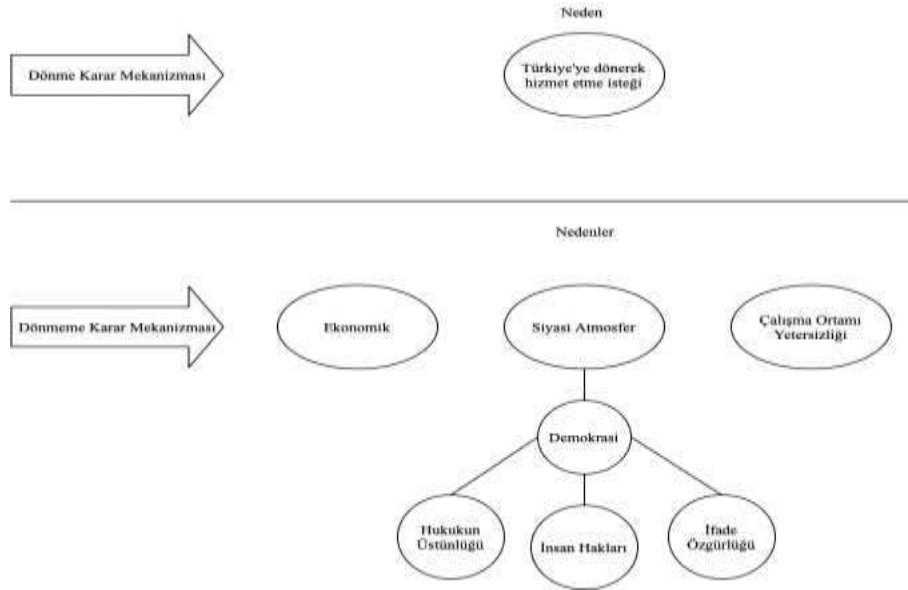 Neden
Dönme Karar Mekanizması
Türkiye'ye dönerek
hizmet etme isteği
Nedenler
Dönmeme Karar Mekanizması
Ekonomik
Siyasi Atmosfer
Çalışma Ortamı
Yetersizliği
Demokrasi
Hukukun
Üstünlüğü
İnsan Hakları
İfade
Özgürlüğü